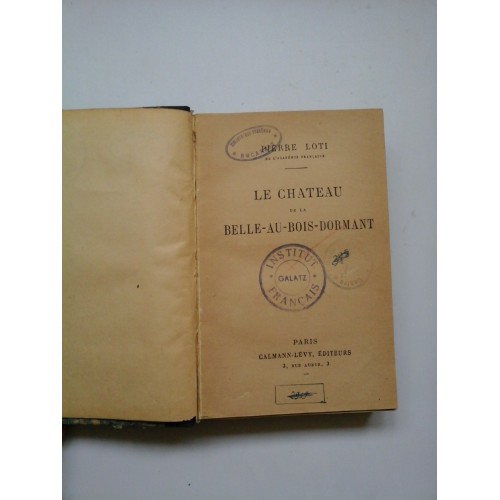 PIERRE LOTI
DE L'ACADÉMIE FRANÇAISE
LE CHATEAU
DE LA
BELLE-AU-BOIS-DORMANT
INSTITUT
GALATZ
FRANCAIS
PARIS
CALMANN-LÉVY, ÉDITEURS
3, RUE AUBER, 3